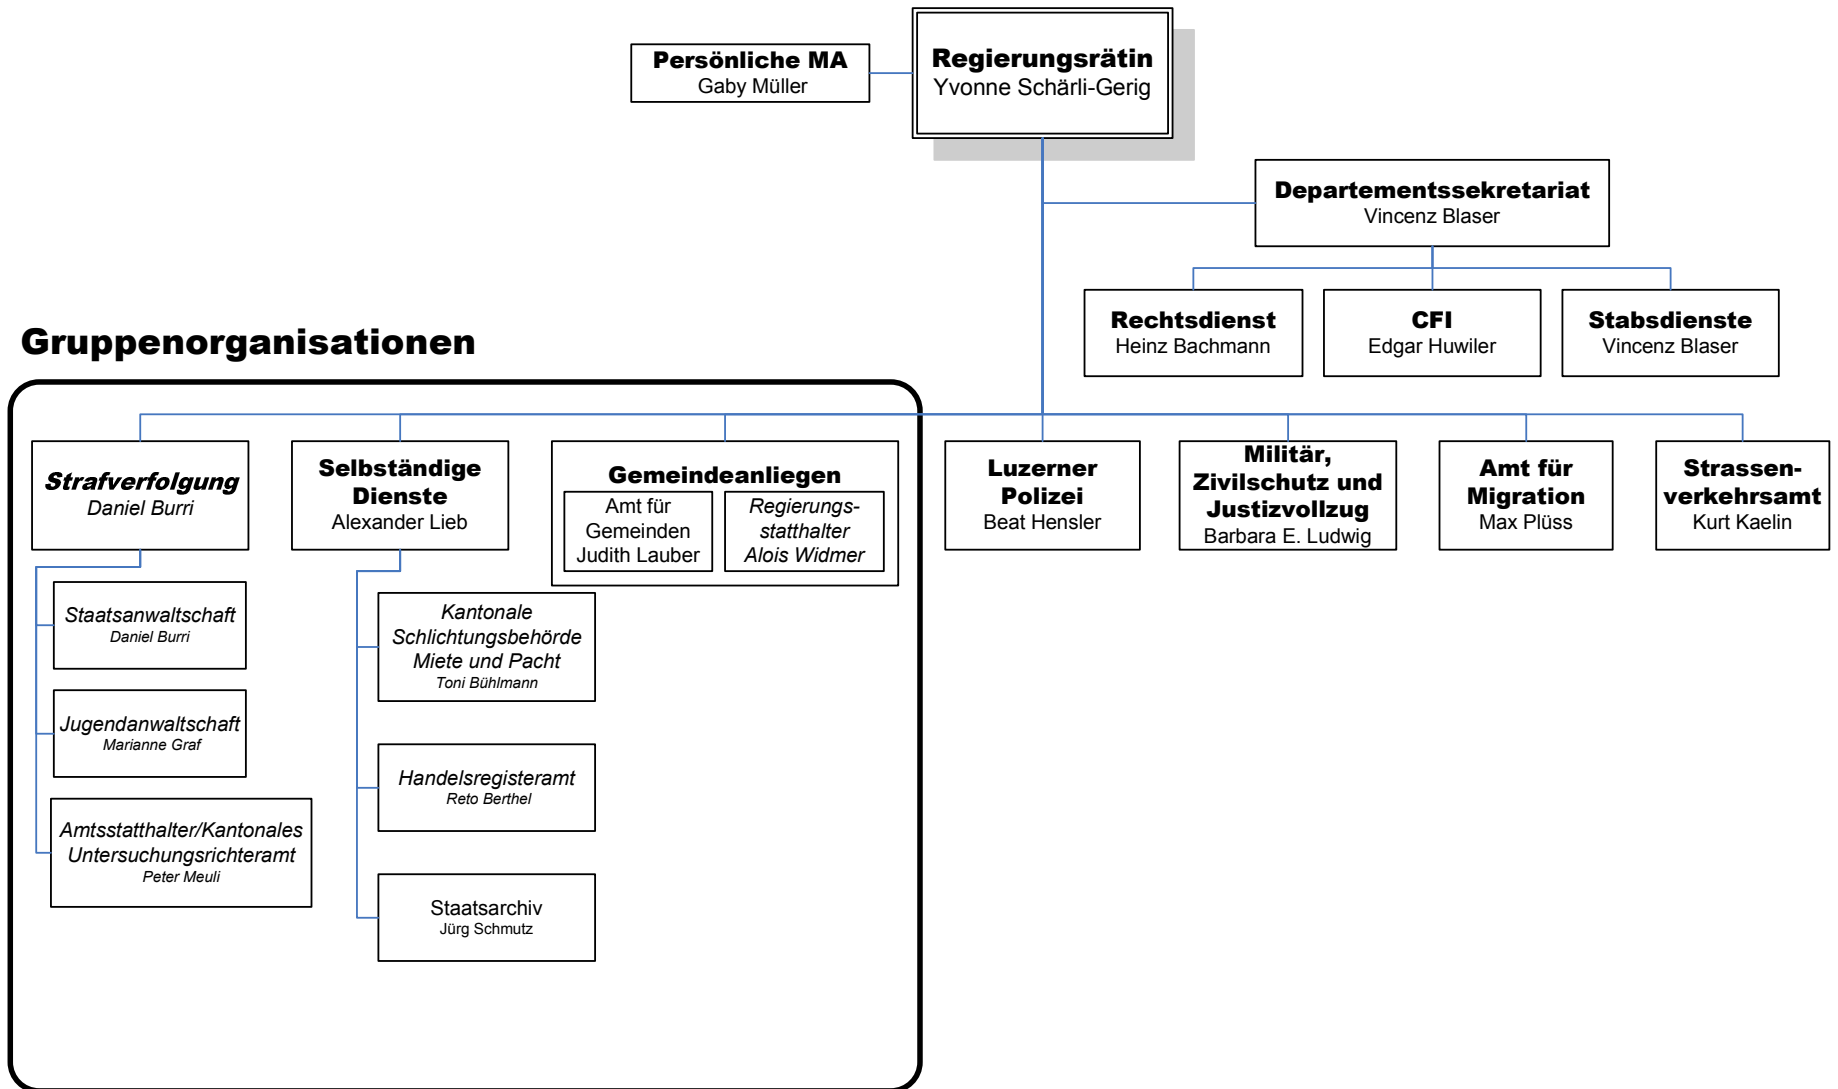 Persönliche MA
Gaby Müller
Regierungsrätin
Yvonne Schärli-Gerig
Departementssekretariat
Vincenz Blaser
Rechtsdienst
Heinz Bachmann
CFI
Edgar Huwiler
Stabsdienste
Vincenz Blaser
Gruppenorganisationen
Strafverfolgung
Daniel Burri
Selbständige
Dienste
Alexander Lieb
Gemeindeanliegen
Amt für
Gemeinden
Judith Lauber
Regierungs-
statthalter
Alois Widmer
Luzerner
Polizei
Beat Hensler
Militär,
Zivilschutz und
Justizvollzug
Barbara E. Ludwig
Amt für
Migration
Max Plüss
Strassen-
verkehrsamt
Kurt Kaelin
Staatsanwaltschaft
Daniel Burri
Jugendanwaltschaft
Marianne Graf
Amtsstatthalter/Kantonales
Untersuchungsrichteramt
Peter Meuli
Kantonale
Schlichtungsbehörde
Miete und Pacht
Toni Bühlmann
Handelsregisteramt
Reto Berthel
Staatsarchiv
Jürg Schmutz